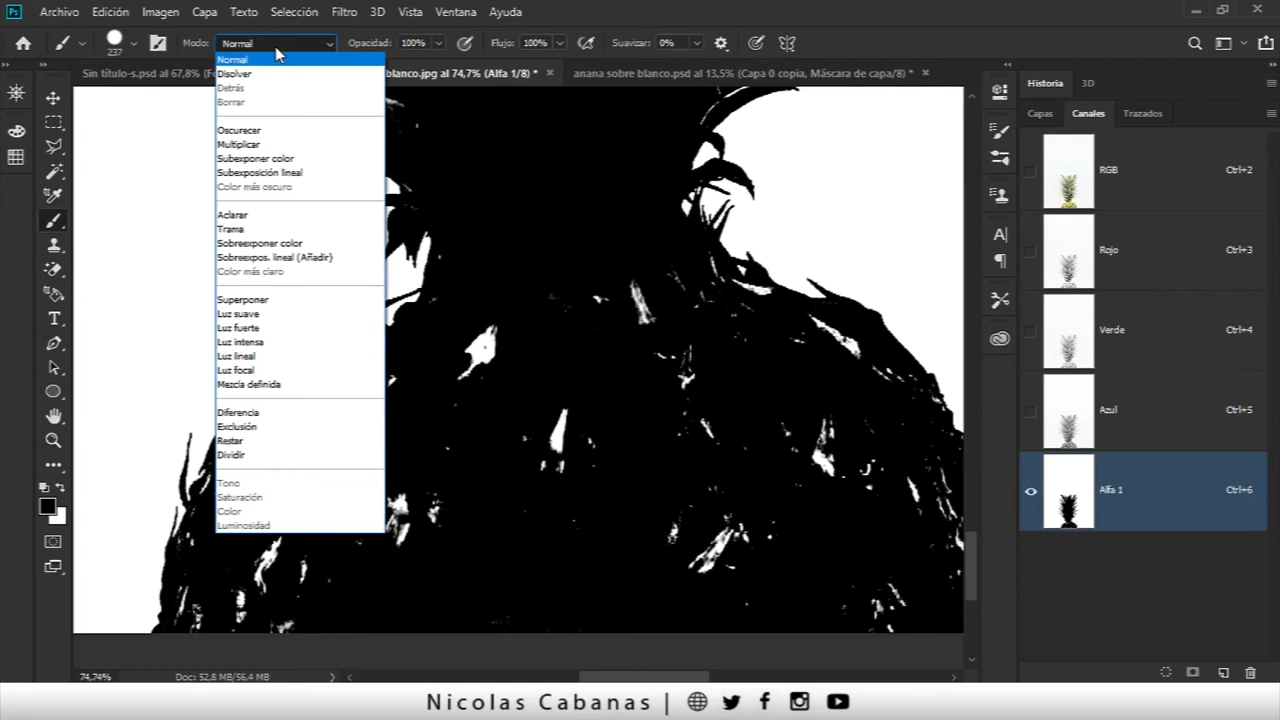 Ps Archivo Edición Imagen Capa Texto Selección Filtro 3D Vista Ventana Ayuda
237 Modo: Normal Opacidad: 100% Flujo: 100% Suavizar: 0%
Sin título-s.psd al 67,8% blanco.jpg al 74,7% (Alfa 1/8) * anana sobre blanco.psd al 13,5% (Capa 0 copia, Máscara de capa/8) *
Normal
Disolver
Detrás
Borrar
Oscurecer
Multiplicar
Subexponer color
Subexposición lineal
Color más oscuro
Aclarar
Trama
Sobreexponer color
Sobreexpos. lineal (Añadir)
Color más claro
Superponer
Luz suave
Luz fuerte
Luz intensa
Luz lineal
Luz focal
Mezcla definida
Diferencia
Exclusión
Restar
Dividir
Tono
Saturación
Color
Luminosidad
Historia 3D
Capas Canales Trazados
RGB Ctrl+2
Rojo Ctrl+3
Verde Ctrl+4
Azul Ctrl+5
Alfa 1 Ctrl+6
74,74% Doc: 52,8 MB/56,4 MB
Nicolas Cabanas |